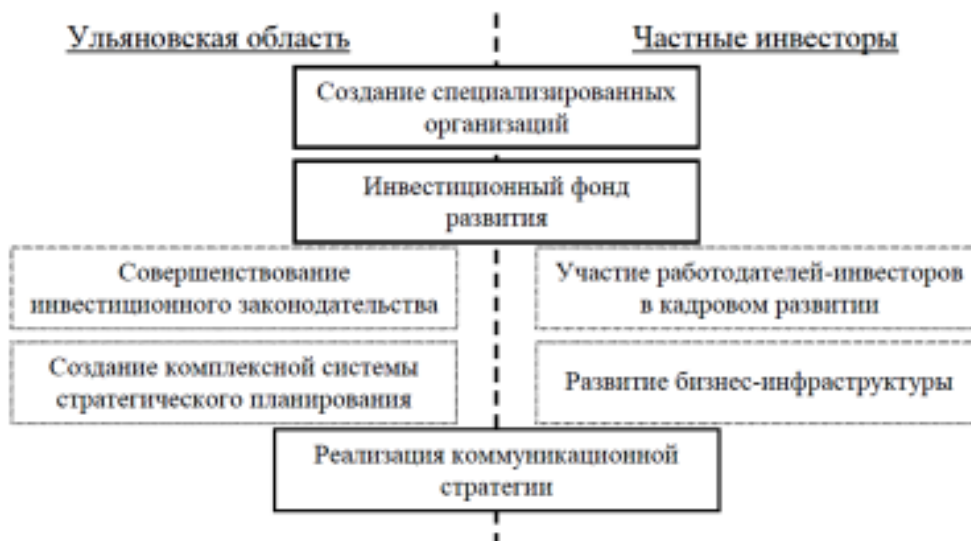 Ульяновская область
Частные инвесторы
Создание специализированных
организаций
Инвестиционный фонд
развития
Совершенствование
инвестиционного законодательства
Участие работодателей-инвесторов
в кадровом развитии
Создание комплексной системы
стратегического планирования
Развитие бизнес-инфраструктуры
Реализация коммуникационной
стратегии